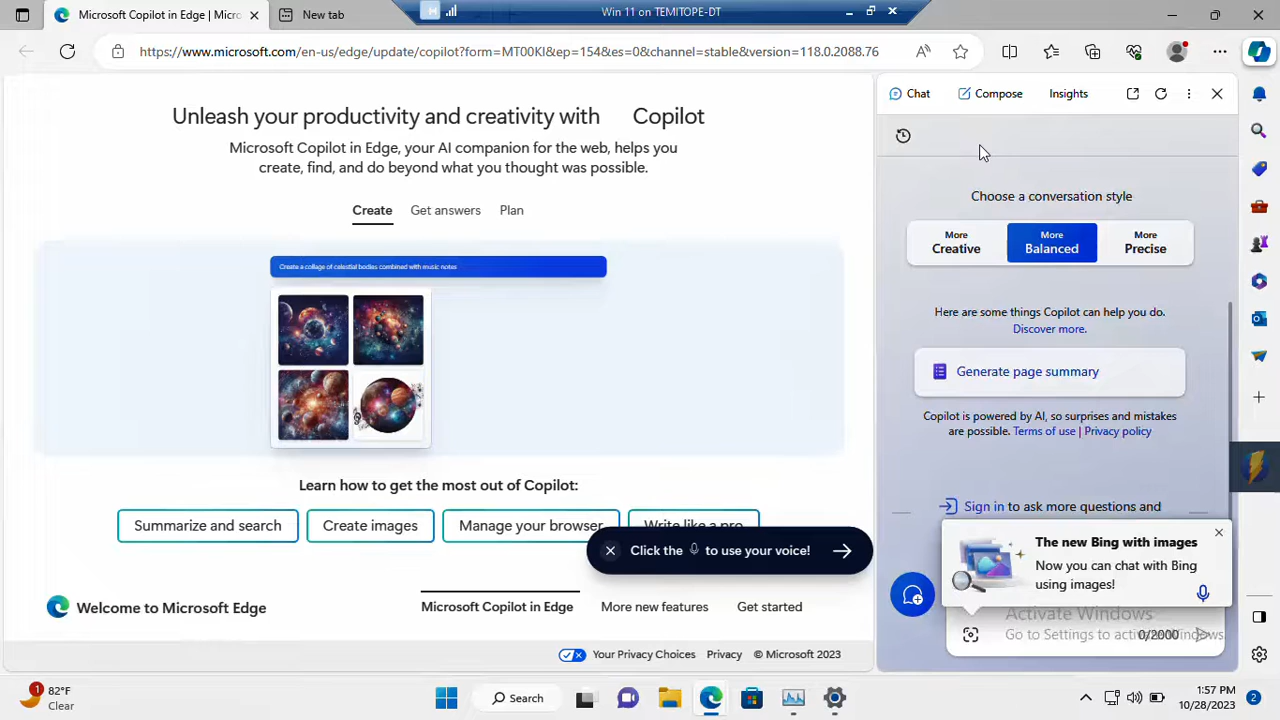 Microsoft Copilot in Edge | Micro
New tab
Win 11 on TEMITOPE-DT
https://www.microsoft.com/en-us/edge/update/copilot?form=MT00KI&ep=154&es=0&channel=stable&version=118.0.2088.76
Chat
Compose
Insights
Unleash your productivity and creativity with Copilot
Microsoft Copilot in Edge, your AI companion for the web, helps you
create, find, and do beyond what you thought was possible.
Create
Get answers
Plan
Create a collage of celestial bodies combined with music notes
Learn how to get the most out of Copilot:
Summarize and search
Create images
Manage your browser
Write like a pro
Click the to use your voice!
Welcome to Microsoft Edge
Microsoft Copilot in Edge
More new features
Get started
Your Privacy Choices
Privacy
© Microsoft 2023
Choose a conversation style
More
Creative
More
Balanced
More
Precise
Here are some things Copilot can help you do.
Discover more.
Generate page summary
Copilot is powered by AI, so surprises and mistakes
are possible. Terms of use | Privacy policy
Sign in to ask more questions and
The new Bing with images
Now you can chat with Bing
using images!
Activate Windows
Go to Settings to activate Windows.
0/2000
1
82°F
Clear
Search
1:57 PM
10/28/2023
2